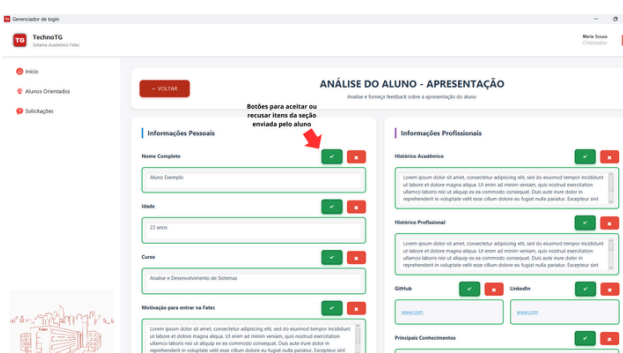 TG Gerenciador de login
TG
TechnoTG
Sistema acadêmico Fatec
Maria Souza
Orientador
Início
Alunos Orientados
Solicitações
← VOLTAR
ANÁLISE DO ALUNO - APRESENTAÇÃO
Analise e forneça feedback sobre a apresentação do aluno
Botões para aceitar ou
recusar itens da seção
enviada pelo aluno
Informações Pessoais
Nome Completo
Aluno Exemplo
Idade
23 anos
Curso
Analise e Desenvolvimento de Sistemas
Motivação para entrar na Fatec
Lorem ipsum dolor sit amet, consectetur adipiscing elit, sed do eiusmod tempor incididunt
ut labore et dolore magna aliqua. Ut enim ad minim veniam, quis nostrud exercitation
ullamco laboris nisi ut aliquip ex ea commodo consequat. Duis aute irure dolor in
reprehenderit in voluptate velit esse cillum dolore eu fugiat nulla pariatur. Excepteur sint
Informações Profissionais
Histórico Acadêmico
Lorem ipsum dolor sit amet, consectetur adipiscing elit, sed do eiusmod tempor incididunt
ut labore et dolore magna aliqua. Ut enim ad minim veniam, quis nostrud exercitation
ullamco laboris nisi ut aliquip ex ea commodo consequat. Duis aute irure dolor in
reprehenderit in voluptate velit esse cillum dolore eu fugiat nulla pariatur. Excepteur sint
Histórico Profissional
Lorem ipsum dolor sit amet, consectetur adipiscing elit, sed do eiusmod tempor incididunt
ut labore et dolore magna aliqua. Ut enim ad minim veniam, quis nostrud exercitation
ullamco laboris nisi ut aliquip ex ea commodo consequat. Duis aute irure dolor in
reprehenderit in voluptate velit esse cillum dolore eu fugiat nulla pariatur. Excepteur sint
GitHub
LinkedIn
www.com
www.com
Principais Conhecimentos